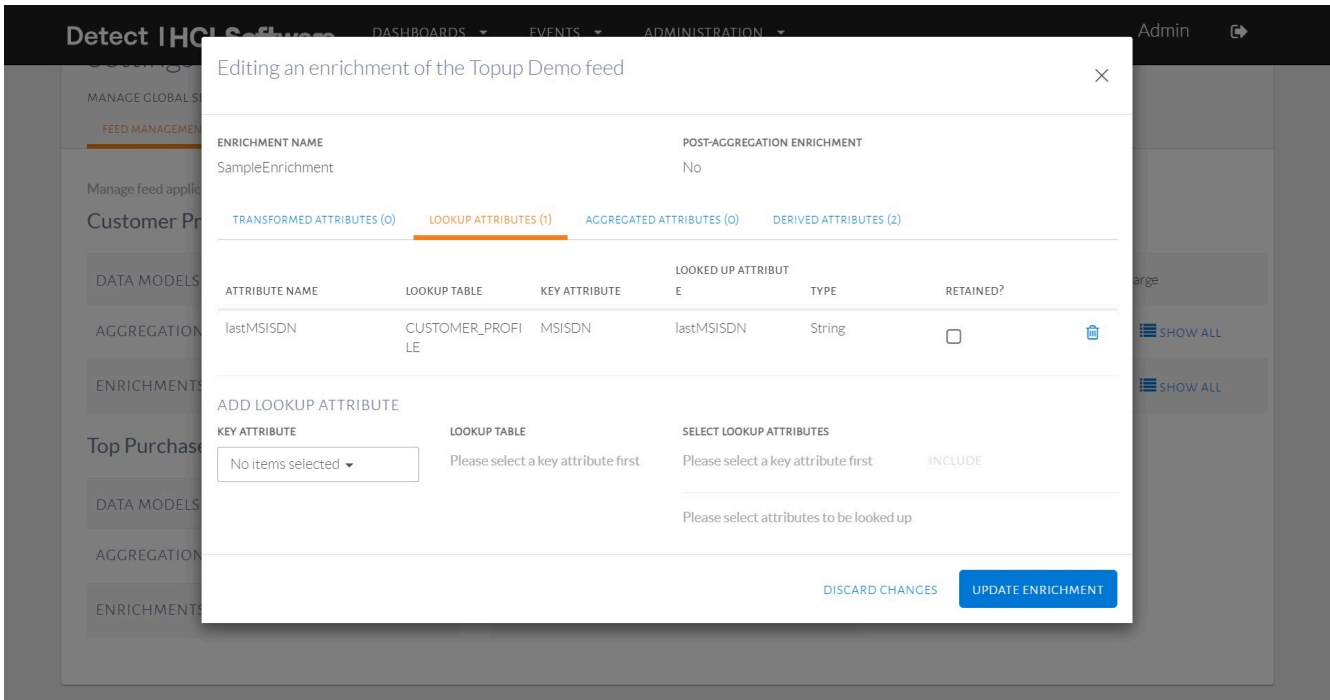 Detect | HCLSoftware DASHBOARDS EVENTS ADMINISTRATION Admin
Editing an enrichment of the Topup Demo feed
MANAGE GLOBAL
FEED MANAGEMEN
ENRICHMENT NAME POST-AGGREGATION ENRICHMENT
SampleEnrichment No
Manage feed applic
Customer Pr
TRANSFORMED ATTRIBUTES (0) LOOKUP ATTRIBUTES (1) AGGREGATED ATTRIBUTES (0) DERIVED ATTRIBUTES (2)
DATA MODELS arge
LOOKED UP ATTRIBUT
ATTRIBUTE NAME LOOKUP TABLE KEY ATTRIBUTE E TYPE RETAINED?
AGGREGATION SHOW ALL
lastMSISDN CUSTOMER_PROFI MSISDN lastMSISDN String
LE
ENRICHMENTS SHOW ALL
ADD LOOKUP ATTRIBUTE
KEY ATTRIBUTE LOOKUP TABLE SELECT LOOKUP ATTRIBUTES
Top Purchase
No items selected Please select a key attribute first Please select a key attribute first INCLUDE
DATA MODELS
Please select attributes to be looked up
AGGREGATION
DISCARD CHANGES UPDATE ENRICHMENT
ENRICHMENTS